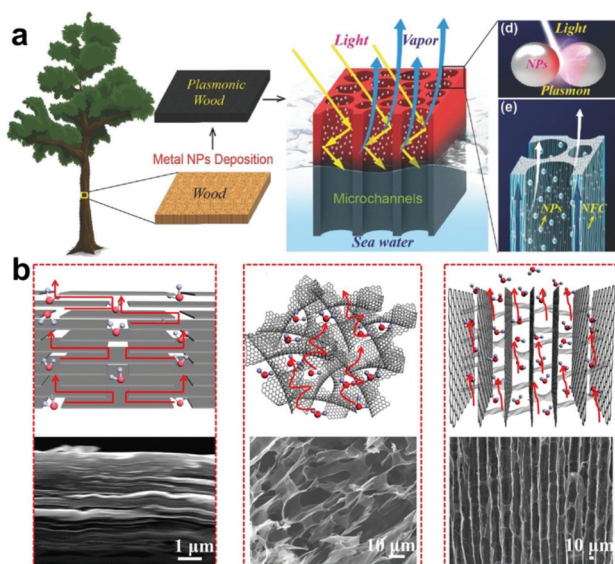 a
Plasmonic
Wood
Metal NPs Deposition
Wood
Light
Vapor
Microchannels
Sea water
(d)
Light
NPs
Plasmon
(e)
NPs
NFC
b
1 μm
10 μm
10 μm